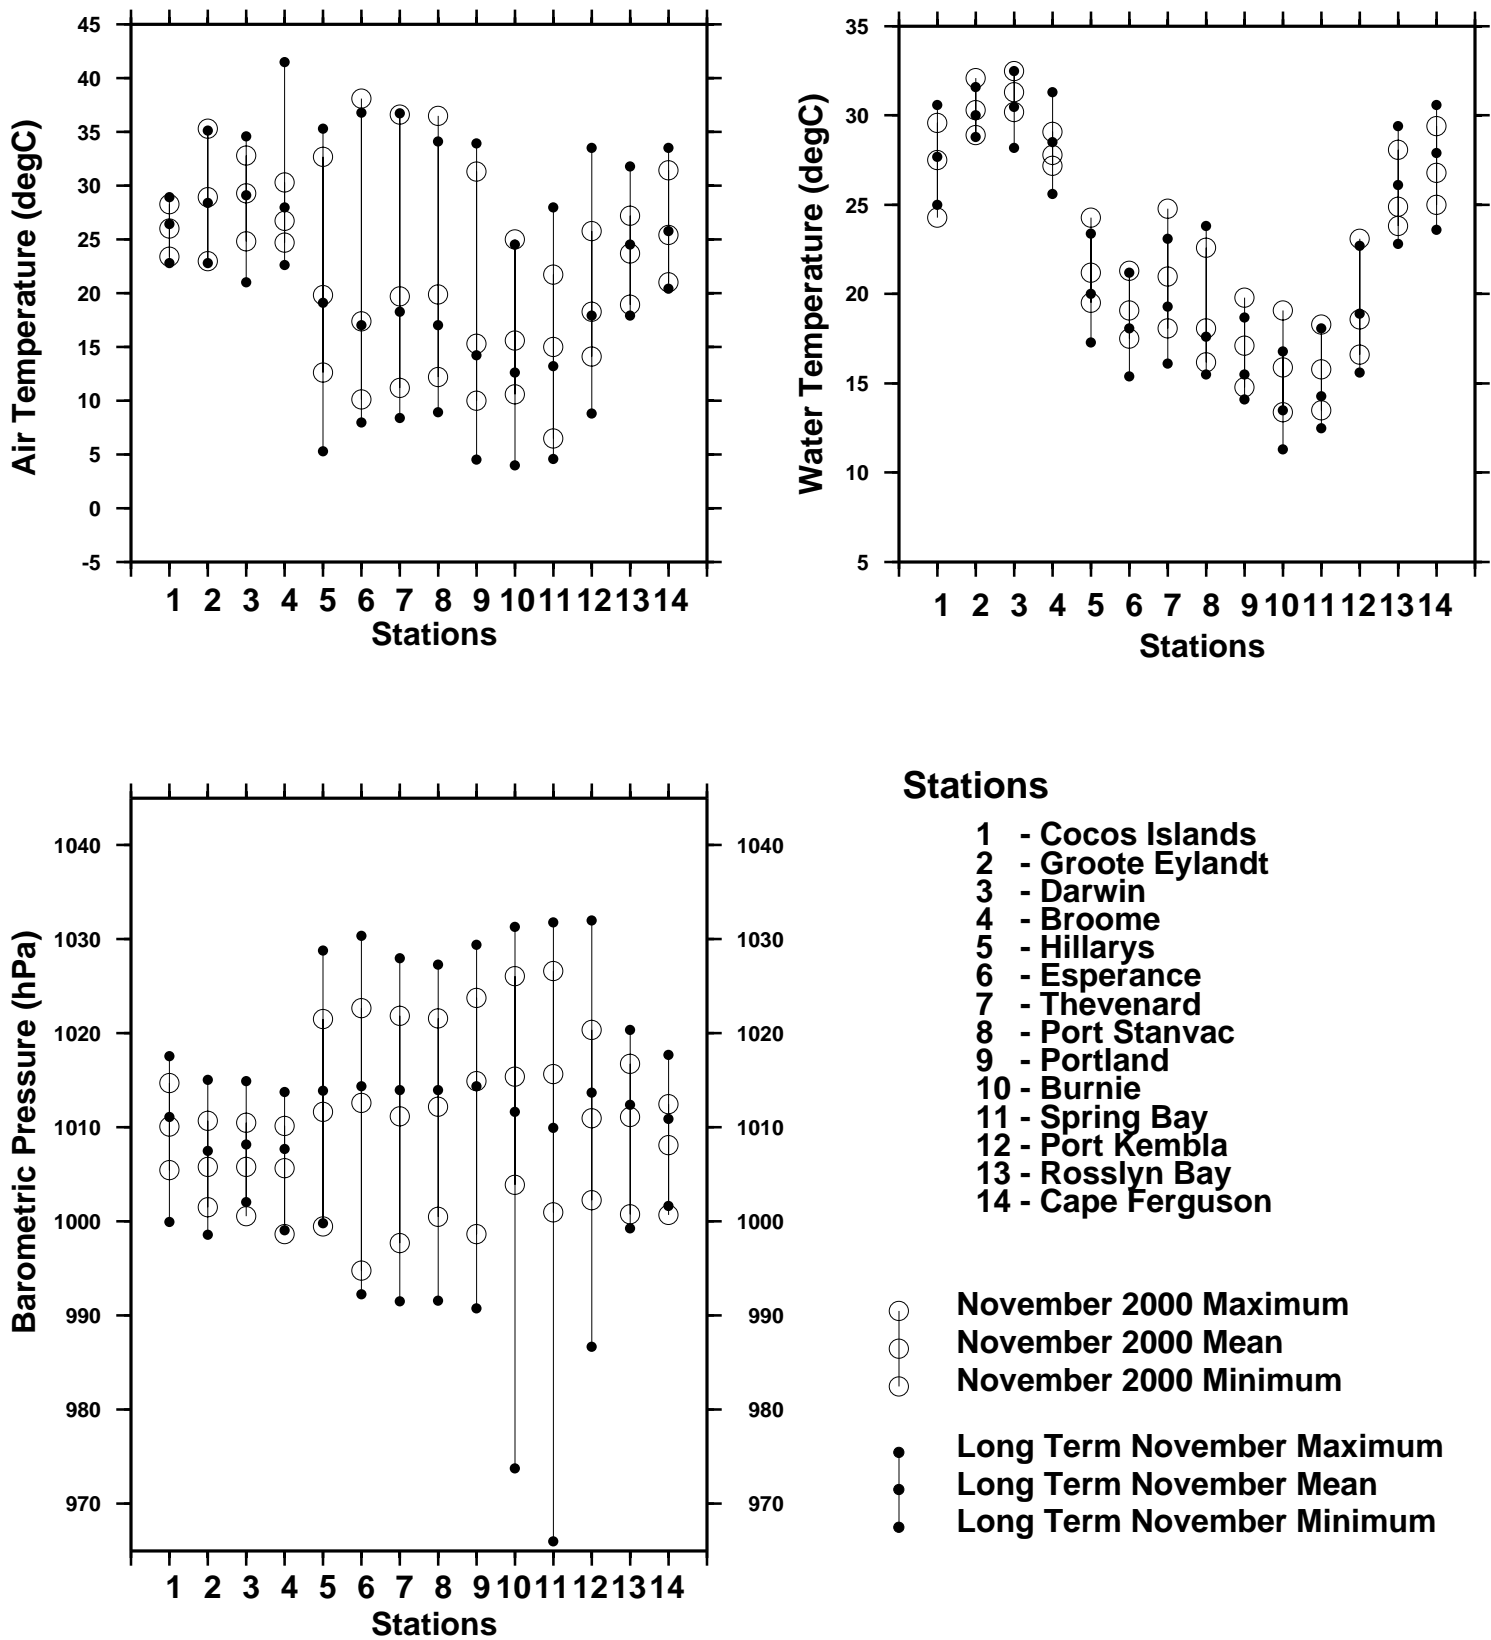 45
40
35
30
25
20
15
10
5
0
-5
Air Temperature (degC)
1 2 3 4 5 6 7 8 9 10 11 12 13 14
Stations
35
30
25
20
15
10
5
Water Temperature (degC)
1 2 3 4 5 6 7 8 9 10 11 12 13 14
Stations
1040 1040
1030 1030
1020 1020
1010 1010
1000 1000
990 990
980 980
970 970
Barometric Pressure (hPa)
1 2 3 4 5 6 7 8 9 10 11 12 13 14
Stations
Stations
1 - Cocos Islands
2 - Groote Eylandt
3 - Darwin
4 - Broome
5 - Hillarys
6 - Esperance
7 - Thevenard
8 - Port Stanvac
9 - Portland
10 - Burnie
11 - Spring Bay
12 - Port Kembla
13 - Rosslyn Bay
14 - Cape Ferguson
November 2000 Maximum
November 2000 Mean
November 2000 Minimum
Long Term November Maximum
Long Term November Mean
Long Term November Minimum